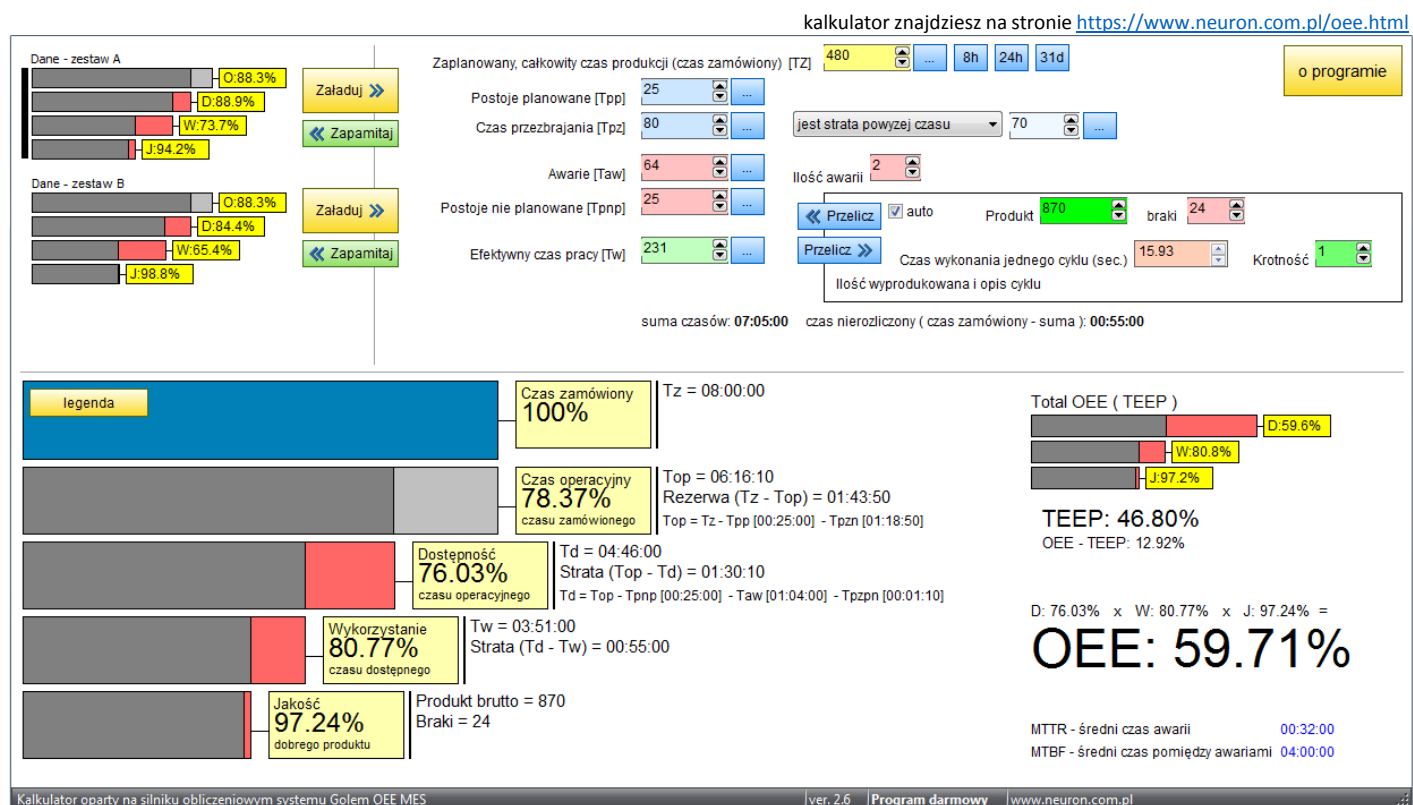 kalkulator znajdziesz na stronie https://www.neuron.com.pl/oee.html
Dane - zestaw A
O:88.3%
D:88.9%
W:73.7%
J:94.2%
Załaduj
Zapamitaj
Dane - zestaw B
O:88.3%
D:84.4%
W:65.4%
J:98.8%
Załaduj
Zapamitaj
Zaplanowany, całkowity czas produkcji (czas zamówiony) [TZ] 480 ... 8h 24h 31d
o programie
Postoje planowane [Tpp] 25 ...
Czas przezbrajania [Tpz] 80 ... jest strata powyzej czasu 70 ...
Awarie [Taw] 64 ... Ilość awarii 2
Postoje nie planowane [Tpnp] 25 ... Przelicz auto Produkt 870 braki 24
Efektywny czas pracy [Tw] 231 ... Przelicz Czas wykonania jednego cyklu (sec.) 15.93 Krotność 1
Ilość wyprodukowana i opis cyklu
suma czasów: 07:05:00 czas nierozliczony ( czas zamówiony - suma ): 00:55:00
legenda
Czas zamówiony
100%
Tz = 08:00:00
Czas operacyjny
78.37%
czasu zamówionego
Top = 06:16:10
Rezerwa (Tz - Top) = 01:43:50
Top = Tz - Tpp [00:25:00] - Tpzn [01:18:50]
Dostępność
76.03%
czasu operacyjnego
Td = 04:46:00
Strata (Top - Td) = 01:30:10
Td = Top - Tpnp [00:25:00] - Taw [01:04:00] - Tpzpn [00:01:10]
Wykorzystanie
80.77%
czasu dostępnego
Tw = 03:51:00
Strata (Td - Tw) = 00:55:00
Jakość
97.24%
dobrego produktu
Produkt brutto = 870
Braki = 24
Total OEE ( TEEP )
D:59.6%
W:80.8%
J:97.2%
TEEP: 46.80%
OEE - TEEP: 12.92%
D: 76.03% x W: 80.77% x J: 97.24% =
OEE: 59.71%
MTTR - średni czas awarii 00:32:00
MTBF - średni czas pomiędzy awariami 04:00:00
Kalkulator oparty na silniku obliczeniowym systemu Golem OEE MES ver. 2.6 Program darmowy www.neuron.com.pl